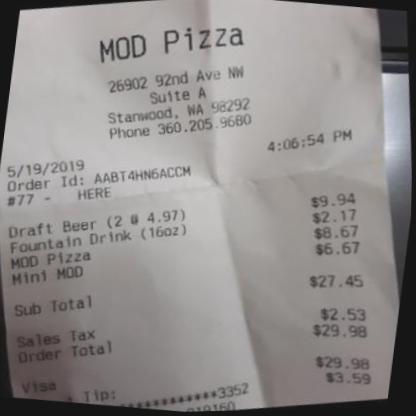 MOD Pizza
26902 92nd Ave NW
Suite A
Stanwood, WA 98292
Phone 360.205.9680
4:06:54 PM
5/19/2019
Order Id: AABT4HN6ACCM
#77 - HERE
Draft Beer (2 @ 4.97) $9.94
Fountain Drink (16oz) $2.17
MOD Pizza $8.67
Mini MOD $6.67
Sub Total $27.45
Sales Tax $2.53
Order Total $29.98
Visa $29.98
Tip: $3.59
************3352